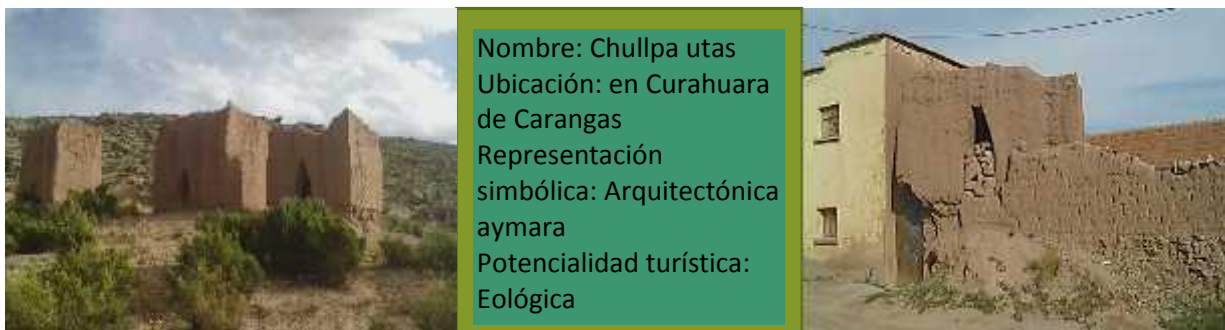 Nombre: Chullpa utas
Ubicación: en Curahuara
de Carangas
Representación
simbólica: Arquitectónica
aymara
Potencialidad turística:
Eológica